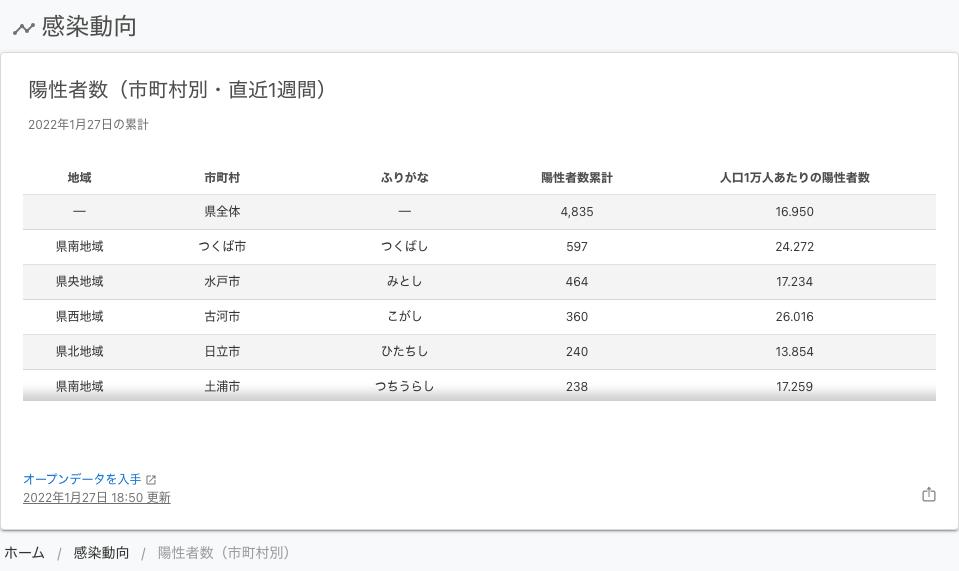 感染動向
陽性者数（市町村別・直近1週間）
2022年1月27日の累計
地域 市町村 ふりがな 陽性者数累計 人口1万人あたりの陽性者数
— 県全体 — 4,835 16.950
県南地域 つくば市 つくばし 597 24.272
県央地域 水戸市 みとし 464 17.234
県西地域 古河市 こがし 360 26.016
県北地域 日立市 ひたちし 240 13.854
県南地域 土浦市 つちうらし 238 17.259
オープンデータを入手
2022年1月27日 18:50 更新
ホーム / 感染動向 / 陽性者数（市町村別）